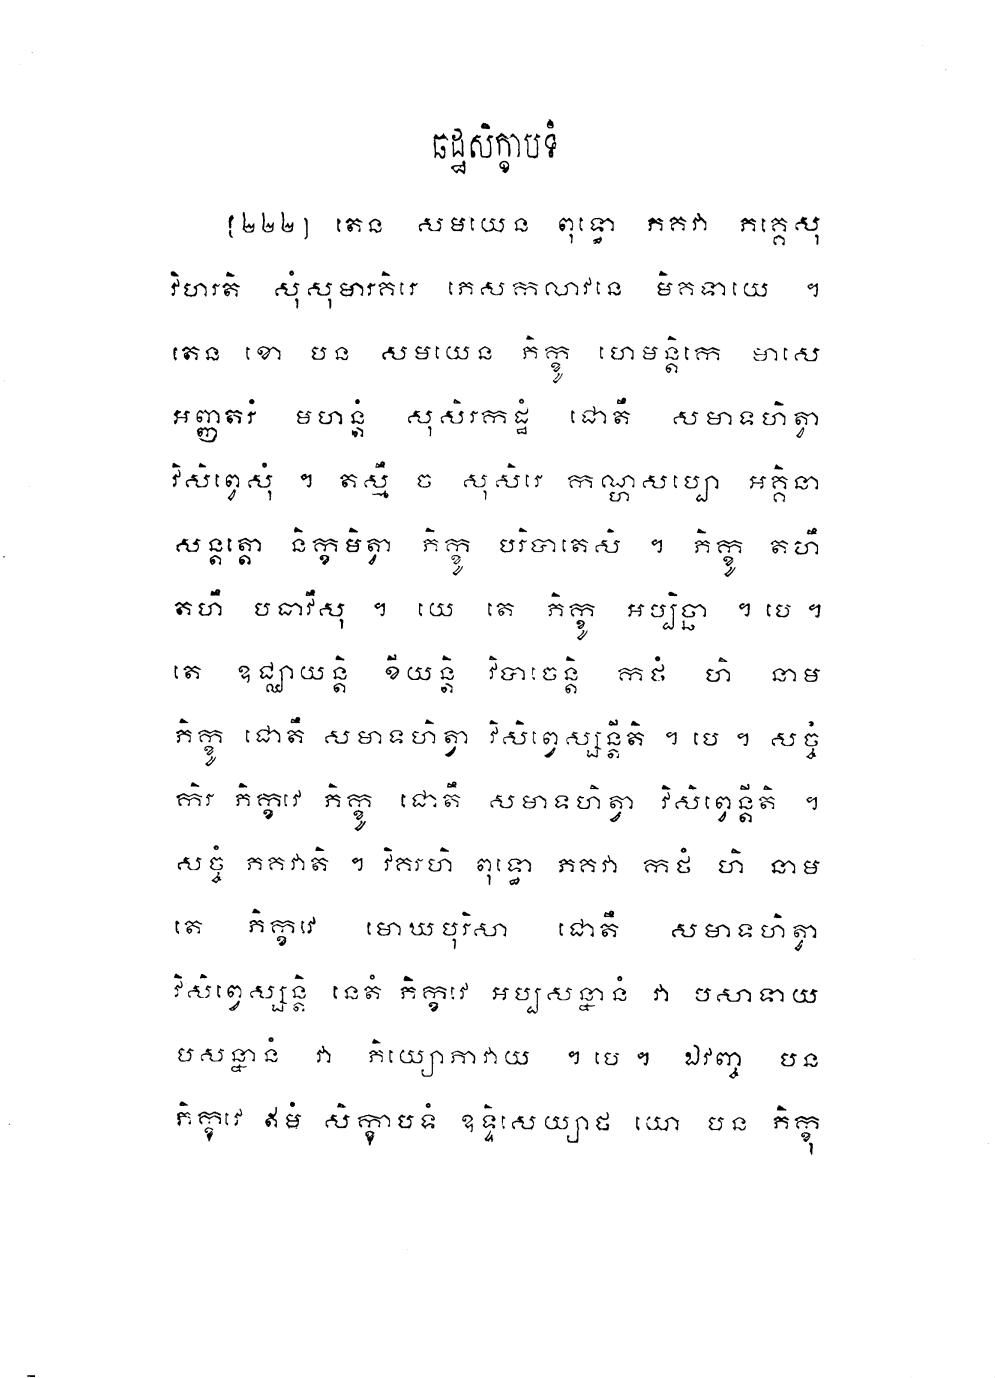 ឆដ្ឋសិក្ខាបទំ
(២២២) តេន សមយេន ពុទ្ធោ ភគវា ភគ្គេសុ
វិហរតិ សុំសុមារគិរេ ភេសកលាវនេ មិគទាយេ ។
តេន ខោ បន សមយេន ភិក្ខូ ហេមន្តិកេ មាសេ
អញ្ញតរំ មហន្តំ សុសិរកដ្ឋំ ជោតឹ សមាទហិត្វា
វិសិព្វេសុំ ។ តស្មឹ ច សុសិរេ កណ្ហសប្បោ អគ្គិនា
សន្តត្តោ និក្ខមិត្វា ភិក្ខូ បរិបាតេសិ ។ ភិក្ខូ តហឹ
តហឹ បធាវឹសុ ។ យេ តេ ភិក្ខូ អប្បិច្ឆា ។ បេ ។
តេ ឧជ្ឈាយន្តិ ខីយន្តិ វិបាចេន្តិ កថំ ហិ នាម
ភិក្ខូ ជោតឹ សមាទហិត្វា វិសិព្វេស្សន្តីតិ ។ បេ ។ សច្ចំ
កិរ ភិក្ខវេ ភិក្ខូ ជោតឹ សមាទហិត្វា វិសិព្វេន្តីតិ ។
សច្ចំ ភគវាតិ ។ វិគរហិ ពុទ្ធោ ភគវា កថំ ហិ នាម
តេ ភិក្ខវេ មោឃបុរិសា ជោតឹ សមាទហិត្វា
វិសិព្វេស្សន្តិ នេតំ ភិក្ខវេ អប្បសន្នានំ វា បសាទាយ
បសន្នានំ វា ភិយ្យោភាវាយ ។ បេ ។ ឯវញ្ច បន
ភិក្ខវេ ឥមំ សិក្ខាបទំ ឧទ្ទិសេយ្យាថ យោ បន ភិក្ខុ